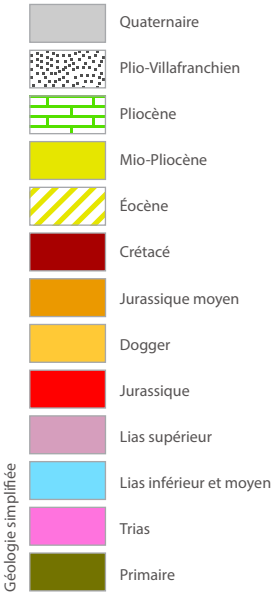 Quaternaire
Plio-Villafranchien
Pliocène
Mio-Pliocène
Éocène
Crétacé
Jurassique moyen
Dogger
Jurassique
Lias supérieur
Lias inférieur et moyen
Trias
Primaire
Géologie simplifiée